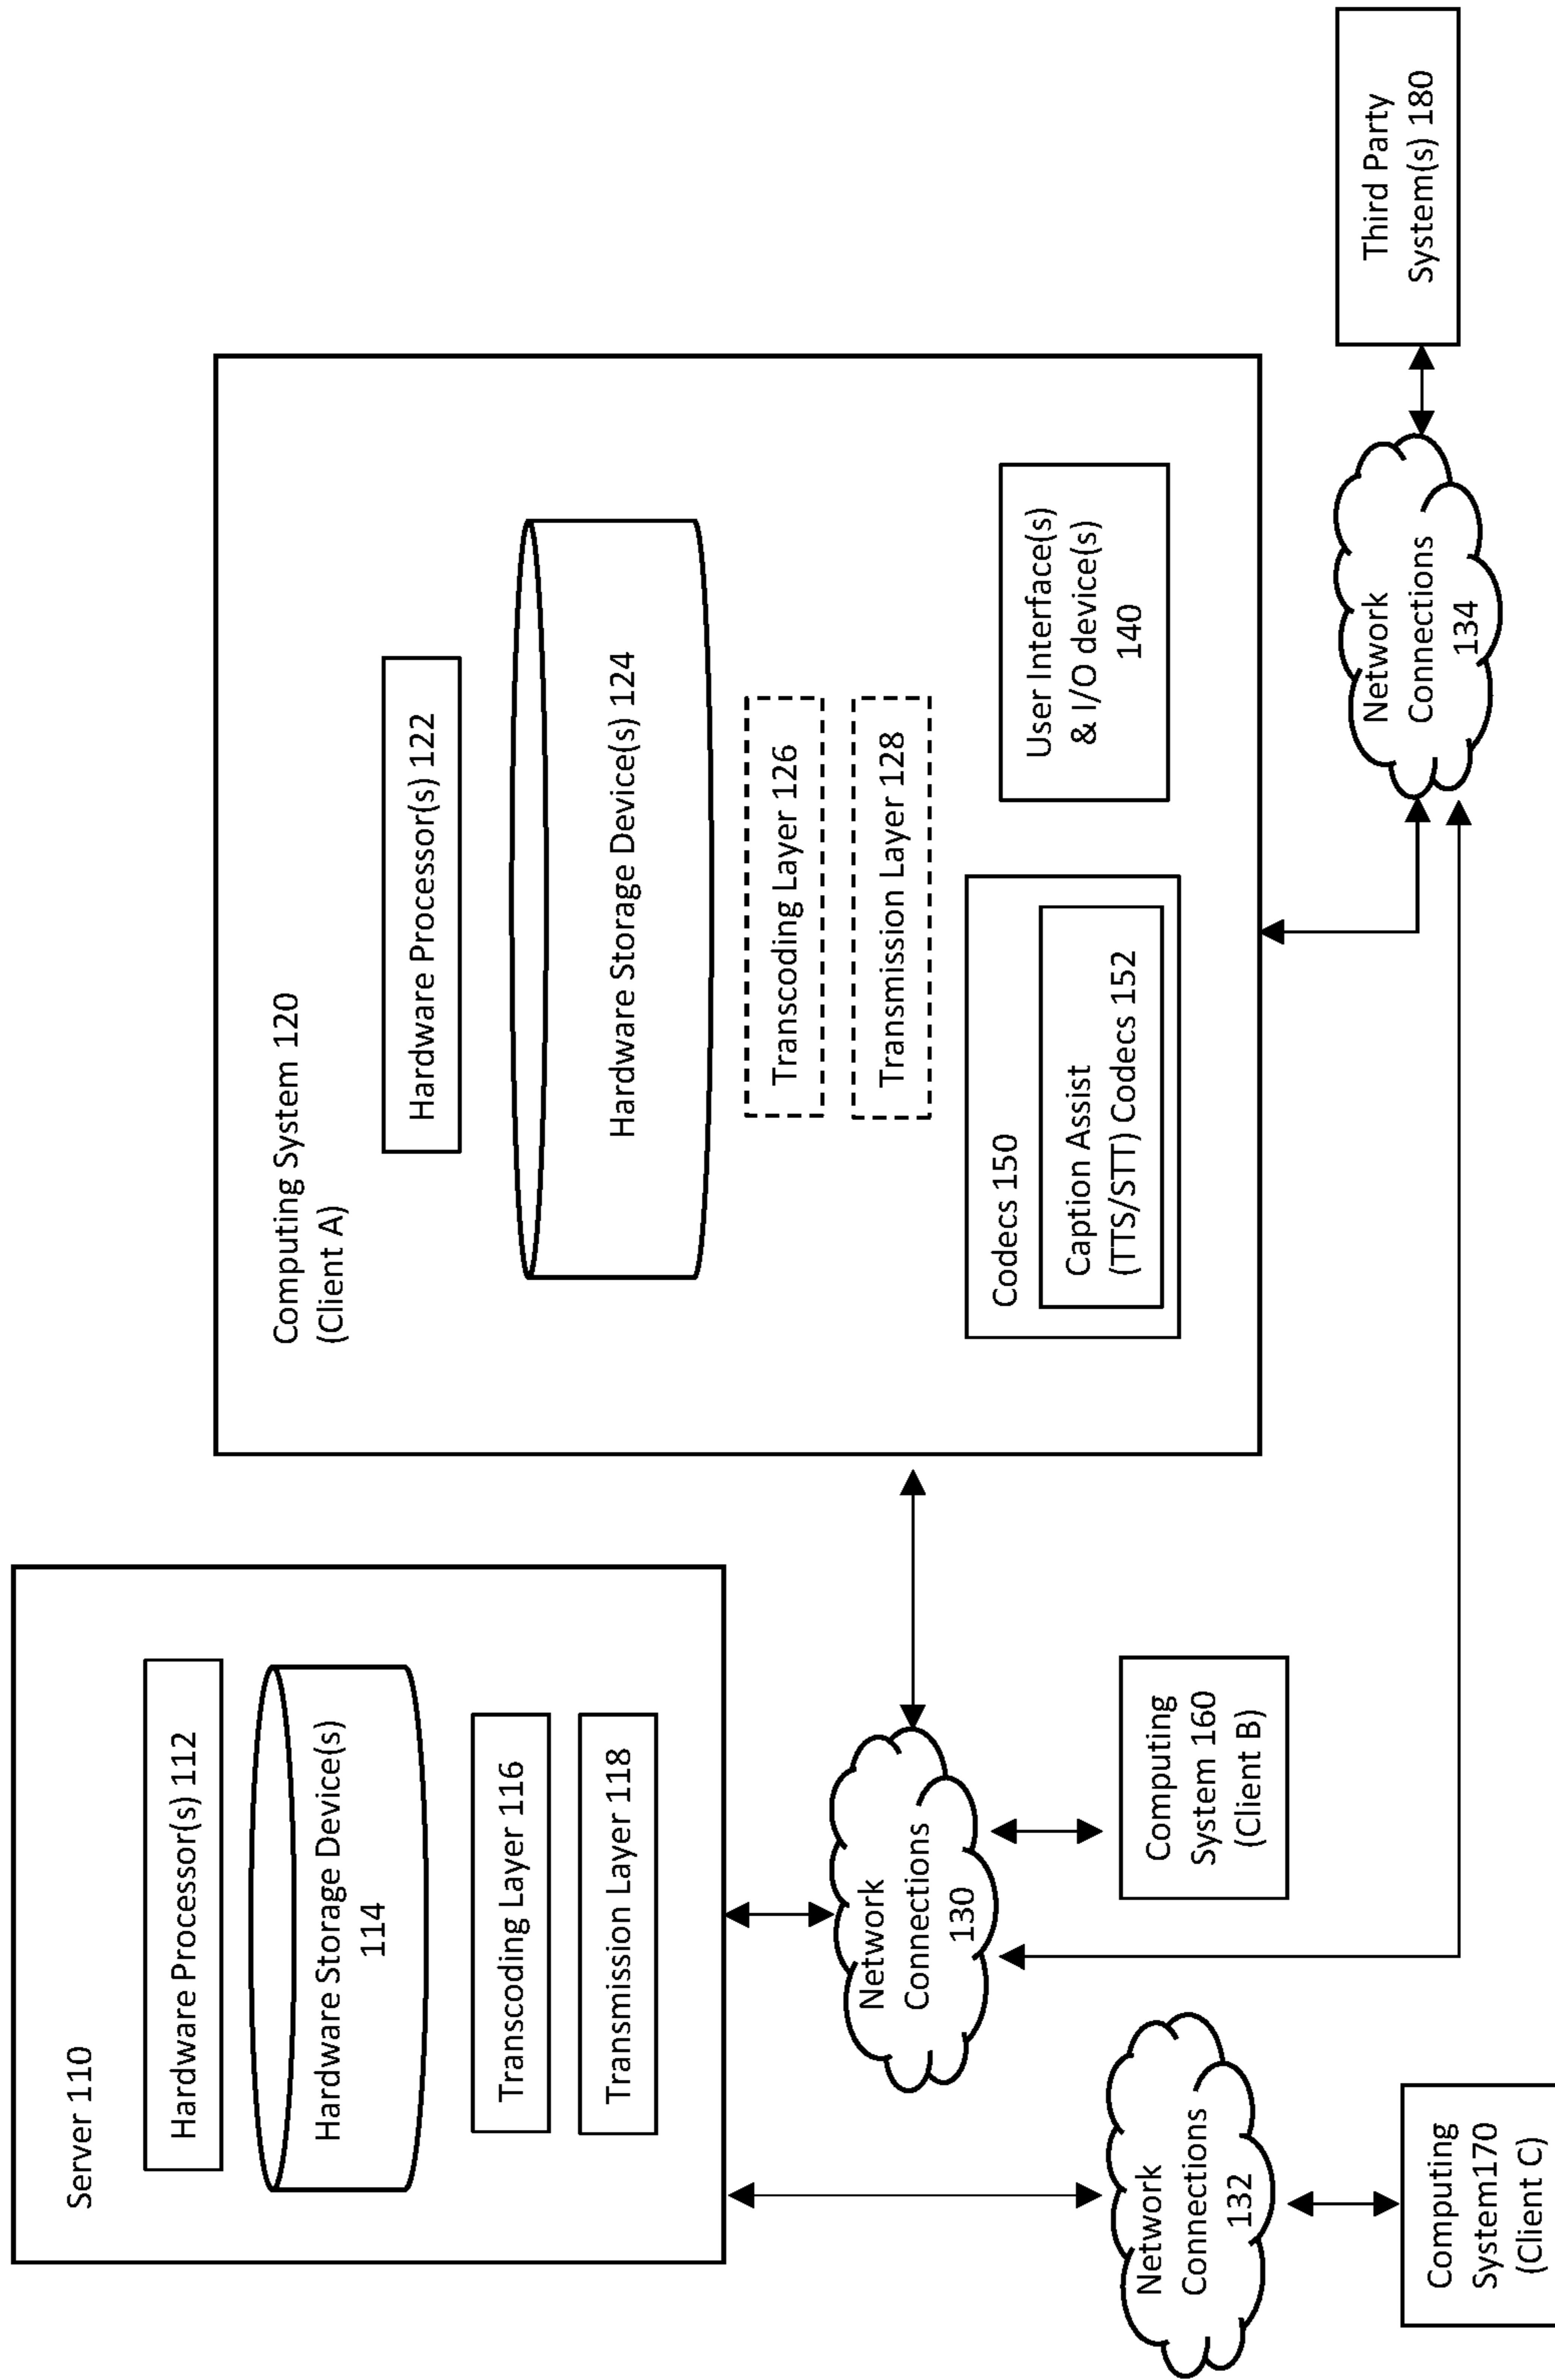 Server 110
Hardware Processor(s) 112
Hardware Storage Device(s)
114
Transcoding Layer 116
Transmission Layer 118
Computing System 120
(Client A)
Hardware Processor(s) 122
Hardware Storage Device(s) 124
Transcoding Layer 126
Transmission Layer 128
Codecs 150
Caption Assist
(TTS/STT) Codecs 152
User Interface(s)
& I/O device(s)
140
Network
Connections
130
Network
Connections
132
Computing
System 160
(Client B)
Computing
System170
(Client C)
Network
Connections
134
Third Party
System(s) 180